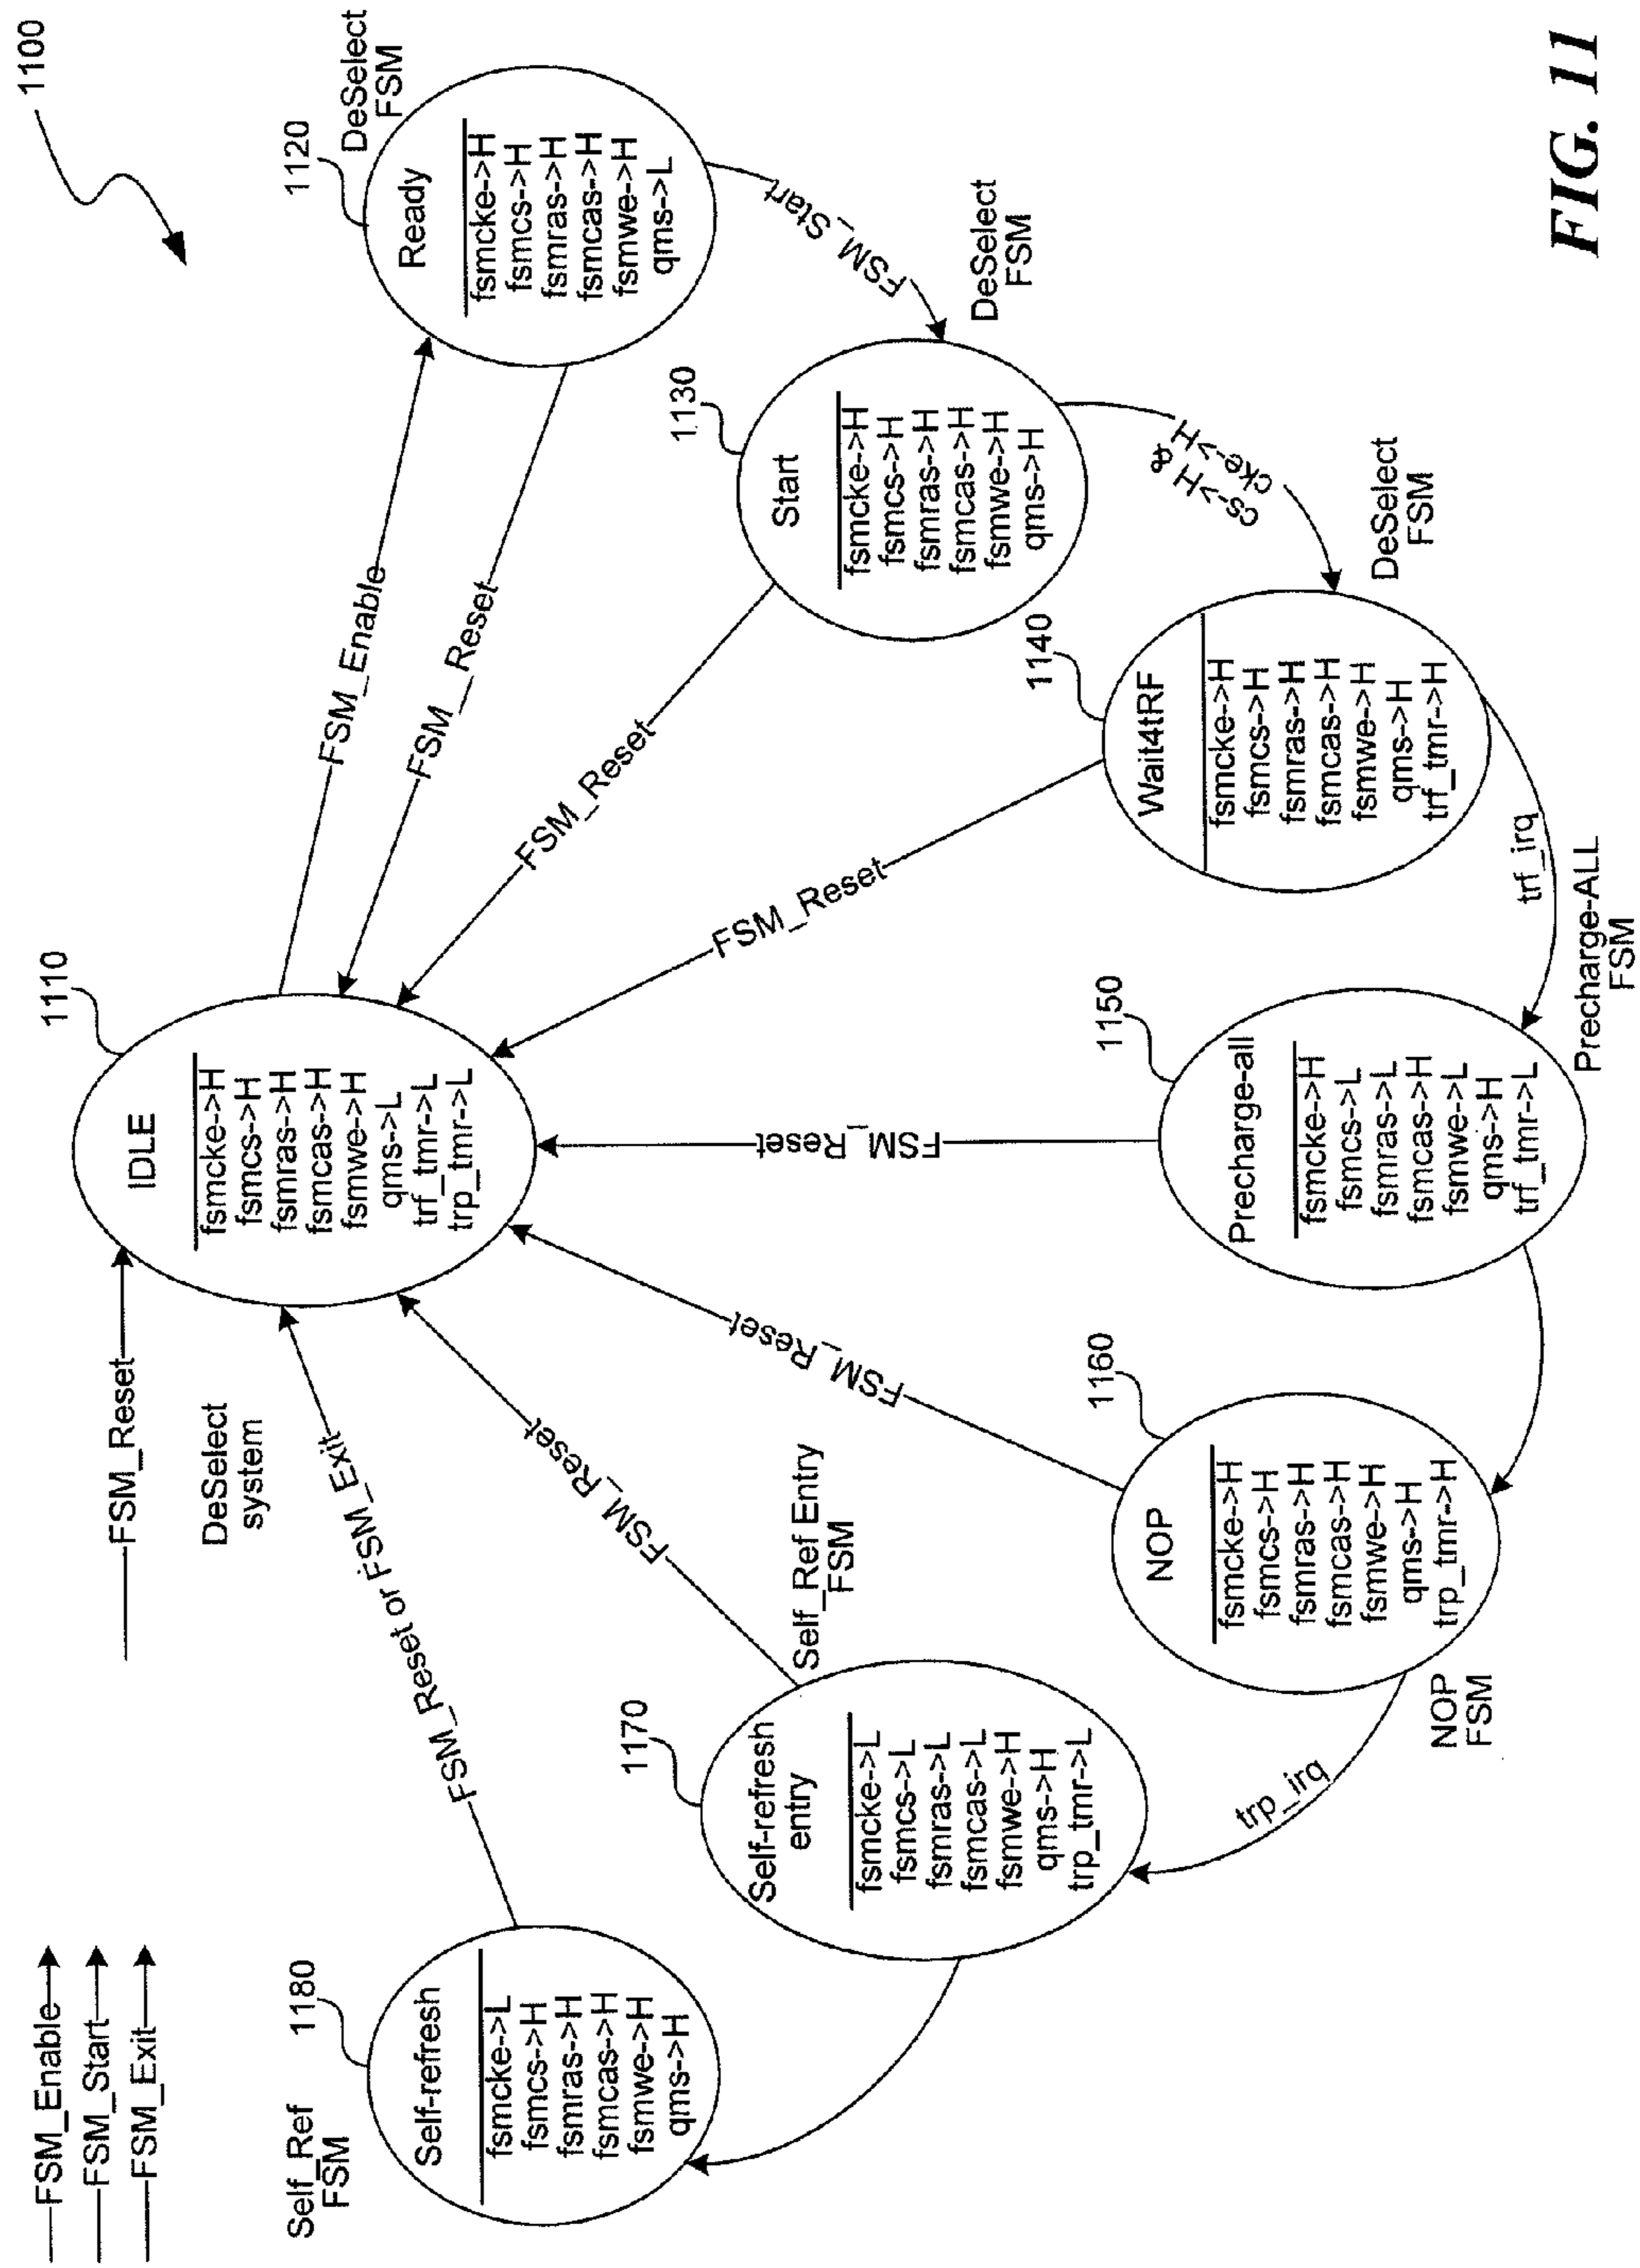 1100
FSM_Enable
FSM_Start
FSM_Exit
FSM_Reset
DeSelect
system
1110
IDLE
fsmcke->H
fsmcs->H
fsmras->H
fsmcas->H
fsmwe->H
qms->L
trf_tmr->L
trp_tmr->L
FSM_Enable
FSM_Reset
1120
DeSelect
FSM
Ready
fsmcke->H
fsmcs->H
fsmras->H
fsmcas->H
fsmwe->H
qms->L
FSM_Start
FSM_Reset
1130
DeSelect
FSM
Start
fsmcke->H
fsmcs->H
fsmras->H
fsmcas->H
fsmwe->H
qms->H
cs->H &
cke->H
FSM_Reset
1140
DeSelect
FSM
Wait4tRF
fsmcke->H
fsmcs->H
fsmras->H
fsmcas->H
fsmwe->H
qms->H
trf_tmr->H
trf_irq
FSM_Reset
1150
Precharge-ALL
FSM
Precharge-all
fsmcke->H
fsmcs->L
fsmras->L
fsmcas->H
fsmwe->L
qms->H
trf_tmr->L
FSM_Reset
1160
NOP
fsmcke->H
fsmcs->H
fsmras->H
fsmcas->H
fsmwe->H
qms->H
trp_tmr->H
NOP
FSM
trp_irq
FSM_Reset
1170
Self_Ref Entry
FSM
Self-refresh
entry
fsmcke->L
fsmcs->L
fsmras->L
fsmcas->L
fsmwe->H
qms->H
trp_tmr->L
FSM_Reset or FSM_Exit
1180
Self_Ref
FSM
Self-refresh
fsmcke->L
fsmcs->H
fsmras->H
fsmcas->H
fsmwe->H
qms->H
FIG. 11